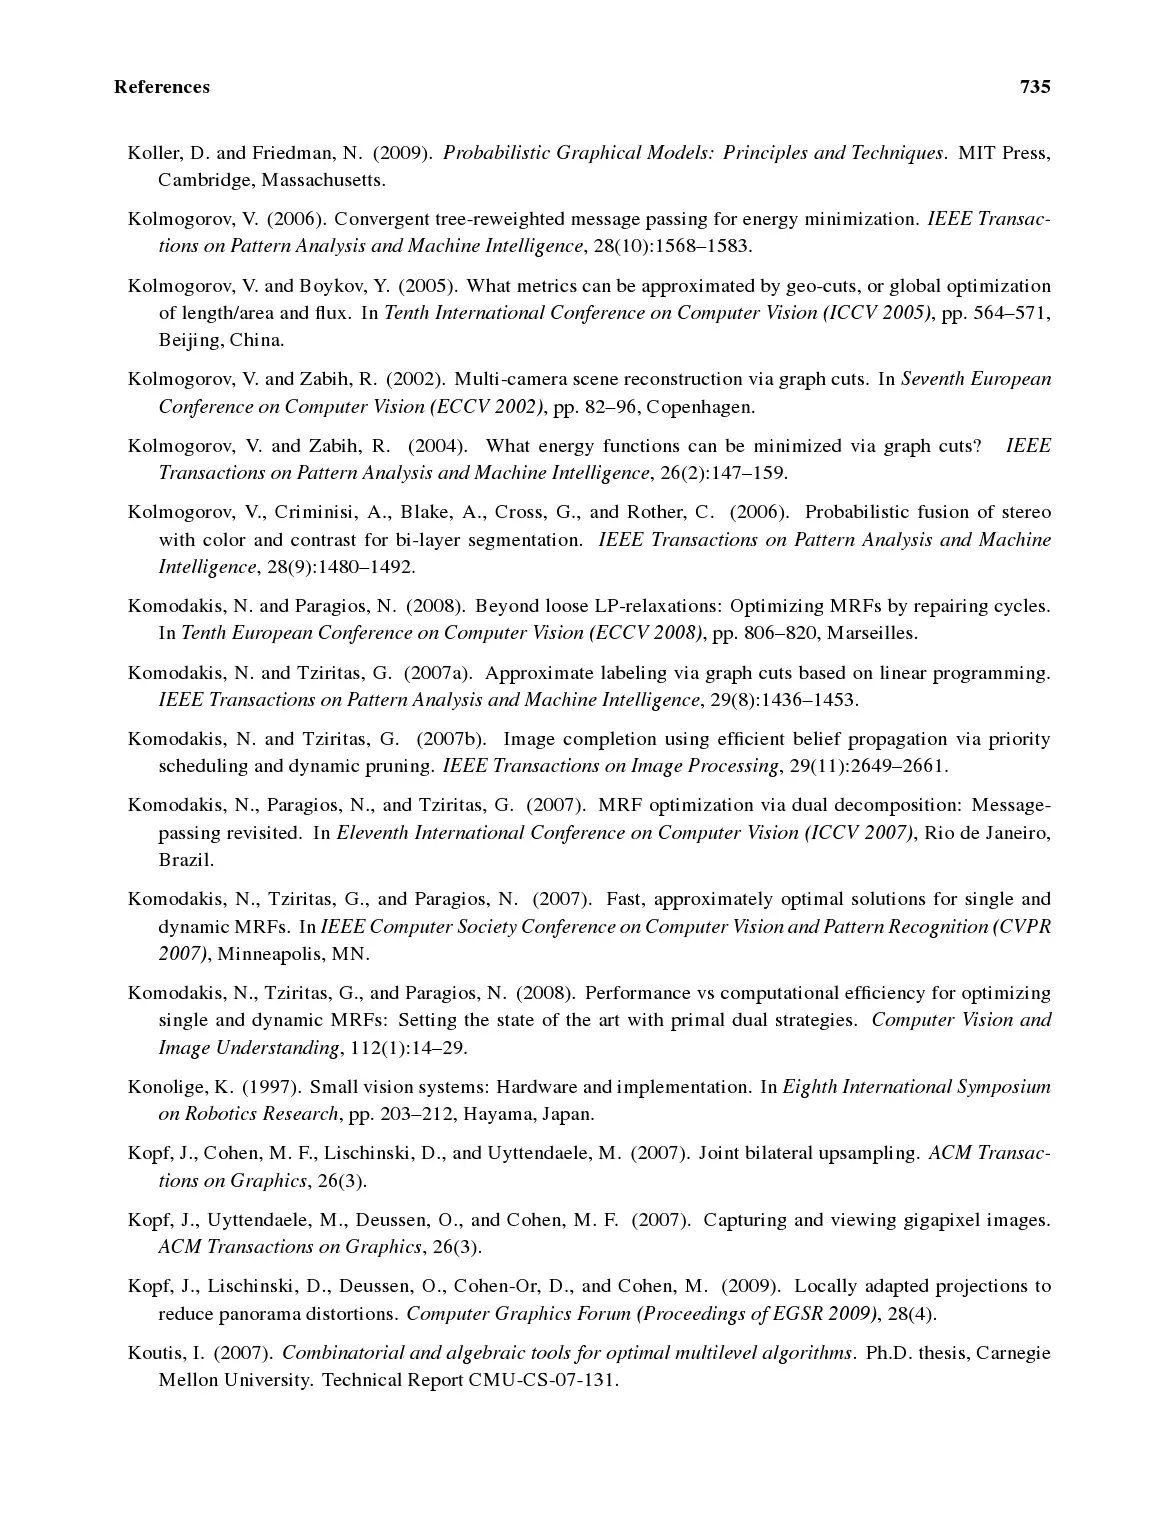 References 735
Koller, D. and Friedman, N. (2009). Probabilistic Graphical Models: Principles and Techniques. MIT Press,
Cambridge, Massachusetts.
Kolmogorov, V. (2006). Convergent tree-reweighted message passing for energy minimization. IEEE Transac-
tions on Pattern Analysis and Machine Intelligence, 28(10):1568–1583.
Kolmogorov, V. and Boykov, Y. (2005). What metrics can be approximated by geo-cuts, or global optimization
of length/area and flux. In Tenth International Conference on Computer Vision (ICCV 2005), pp. 564–571,
Beijing, China.
Kolmogorov, V. and Zabih, R. (2002). Multi-camera scene reconstruction via graph cuts. In Seventh European
Conference on Computer Vision (ECCV 2002), pp. 82–96, Copenhagen.
Kolmogorov, V. and Zabih, R. (2004). What energy functions can be minimized via graph cuts? IEEE
Transactions on Pattern Analysis and Machine Intelligence, 26(2):147–159.
Kolmogorov, V., Criminisi, A., Blake, A., Cross, G., and Rother, C. (2006). Probabilistic fusion of stereo
with color and contrast for bi-layer segmentation. IEEE Transactions on Pattern Analysis and Machine
Intelligence, 28(9):1480–1492.
Komodakis, N. and Paragios, N. (2008). Beyond loose LP-relaxations: Optimizing MRFs by repairing cycles.
In Tenth European Conference on Computer Vision (ECCV 2008), pp. 806–820, Marseilles.
Komodakis, N. and Tziritas, G. (2007a). Approximate labeling via graph cuts based on linear programming.
IEEE Transactions on Pattern Analysis and Machine Intelligence, 29(8):1436–1453.
Komodakis, N. and Tziritas, G. (2007b). Image completion using efficient belief propagation via priority
scheduling and dynamic pruning. IEEE Transactions on Image Processing, 29(11):2649–2661.
Komodakis, N., Paragios, N., and Tziritas, G. (2007). MRF optimization via dual decomposition: Message-
passing revisited. In Eleventh International Conference on Computer Vision (ICCV 2007), Rio de Janeiro,
Brazil.
Komodakis, N., Tziritas, G., and Paragios, N. (2007). Fast, approximately optimal solutions for single and
dynamic MRFs. In IEEE Computer Society Conference on Computer Vision and Pattern Recognition (CVPR
2007), Minneapolis, MN.
Komodakis, N., Tziritas, G., and Paragios, N. (2008). Performance vs computational efficiency for optimizing
single and dynamic MRFs: Setting the state of the art with primal dual strategies. Computer Vision and
Image Understanding, 112(1):14–29.
Konolige, K. (1997). Small vision systems: Hardware and implementation. In Eighth International Symposium
on Robotics Research, pp. 203–212, Hayama, Japan.
Kopf, J., Cohen, M. F., Lischinski, D., and Uyttendaele, M. (2007). Joint bilateral upsampling. ACM Transac-
tions on Graphics, 26(3).
Kopf, J., Uyttendaele, M., Deussen, O., and Cohen, M. F. (2007). Capturing and viewing gigapixel images.
ACM Transactions on Graphics, 26(3).
Kopf, J., Lischinski, D., Deussen, O., Cohen-Or, D., and Cohen, M. (2009). Locally adapted projections to
reduce panorama distortions. Computer Graphics Forum (Proceedings of EGSR 2009), 28(4).
Koutis, I. (2007). Combinatorial and algebraic tools for optimal multilevel algorithms. Ph.D. thesis, Carnegie
Mellon University. Technical Report CMU-CS-07-131.